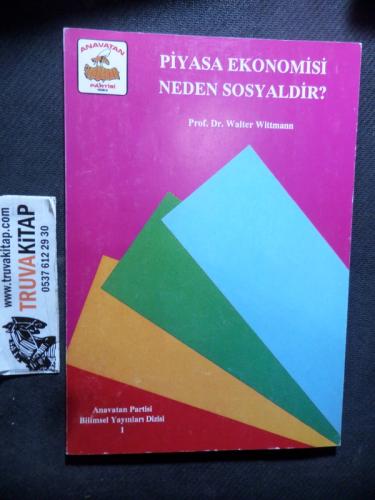 ANAVATAN
PARTİSİ
PİYASA EKONOMİSİ
NEDEN SOSYALDİR?
Prof. Dr. Walter Wittmann
Anavatan Partisi
Bilimsel Yayınları Dizisi
1
www.truvakitap.com
TRUVAKİTAP
0537 612 29 30